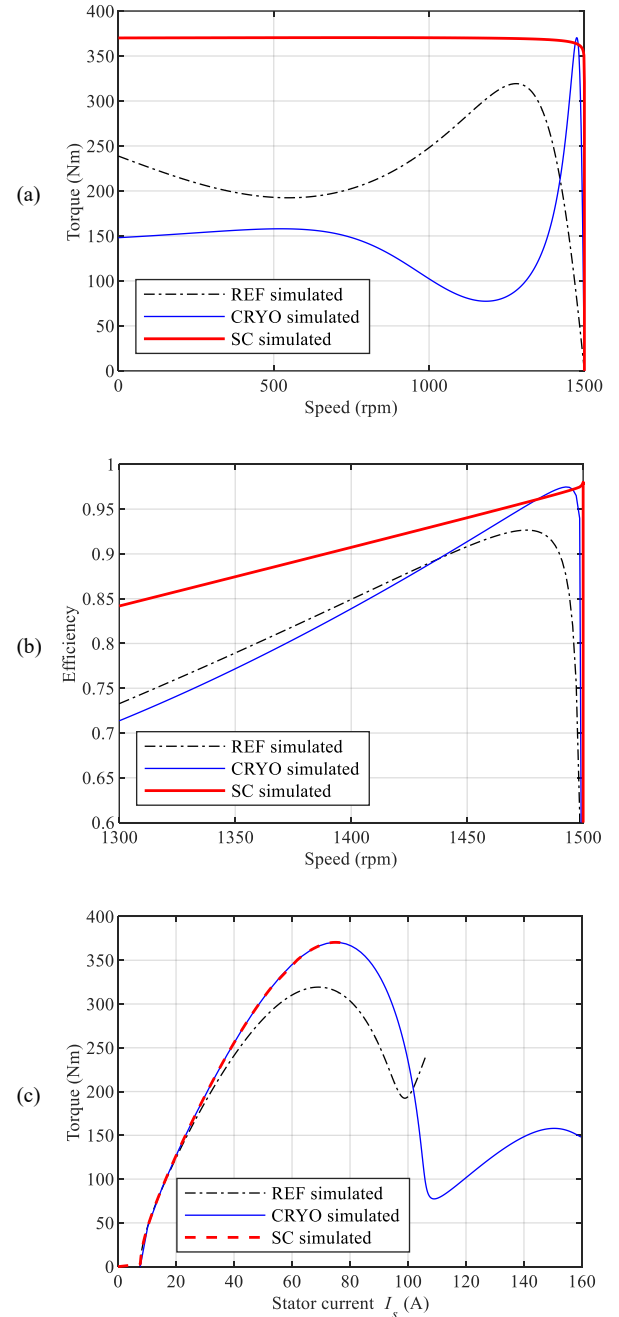 (a)
Torque (Nm)
400
350
300
250
200
150
100
50
0
REF simulated
CRYO simulated
SC simulated
0 500 1000 1500
Speed (rpm)
(b)
Efficiency
1
0.95
0.9
0.85
0.8
0.75
0.7
0.65
0.6
REF simulated
CRYO simulated
SC simulated
1300 1350 1400 1450 1500
Speed (rpm)
(c)
Torque (Nm)
400
350
300
250
200
150
100
50
0
REF simulated
CRYO simulated
SC simulated
0 20 40 60 80 100 120 140 160
Stator current I_s (A)